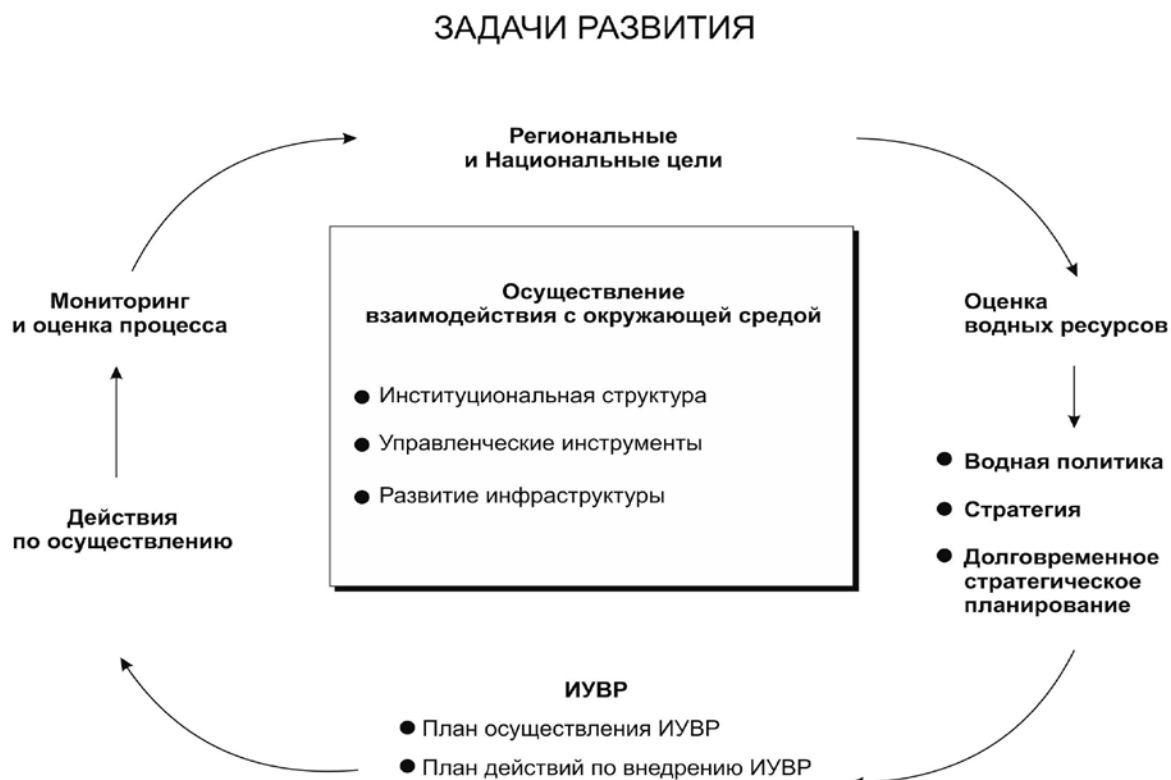 ЗАДАЧИ РАЗВИТИЯ
Региональные
и Национальные цели
Оценка
водных ресурсов
● Водная политика
● Стратегия
● Долговременное
стратегическое
планирование
ИУВР
● План осуществления ИУВР
● План действий по внедрению ИУВР
Действия
по осуществлению
Мониторинг
и оценка процесса
Осуществление
взаимодействия с окружающей средой
● Институциональная структура
● Управленческие инструменты
● Развитие инфраструктуры